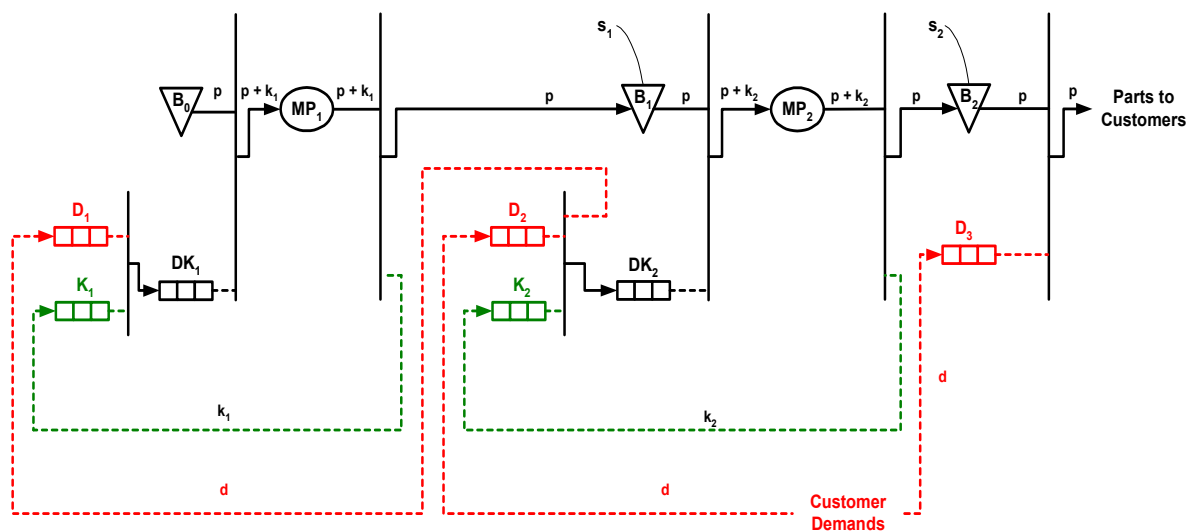 s₁
s₂
B₀
p
p + k₁
MP₁
p + k₁
p
B₁
p
p + k₂
MP₂
p + k₂
p
B₂
p
p
Parts to
Customers
D₁
DK₁
K₁
D₂
DK₂
K₂
D₃
k₁
k₂
d
d
d
Customer
Demands